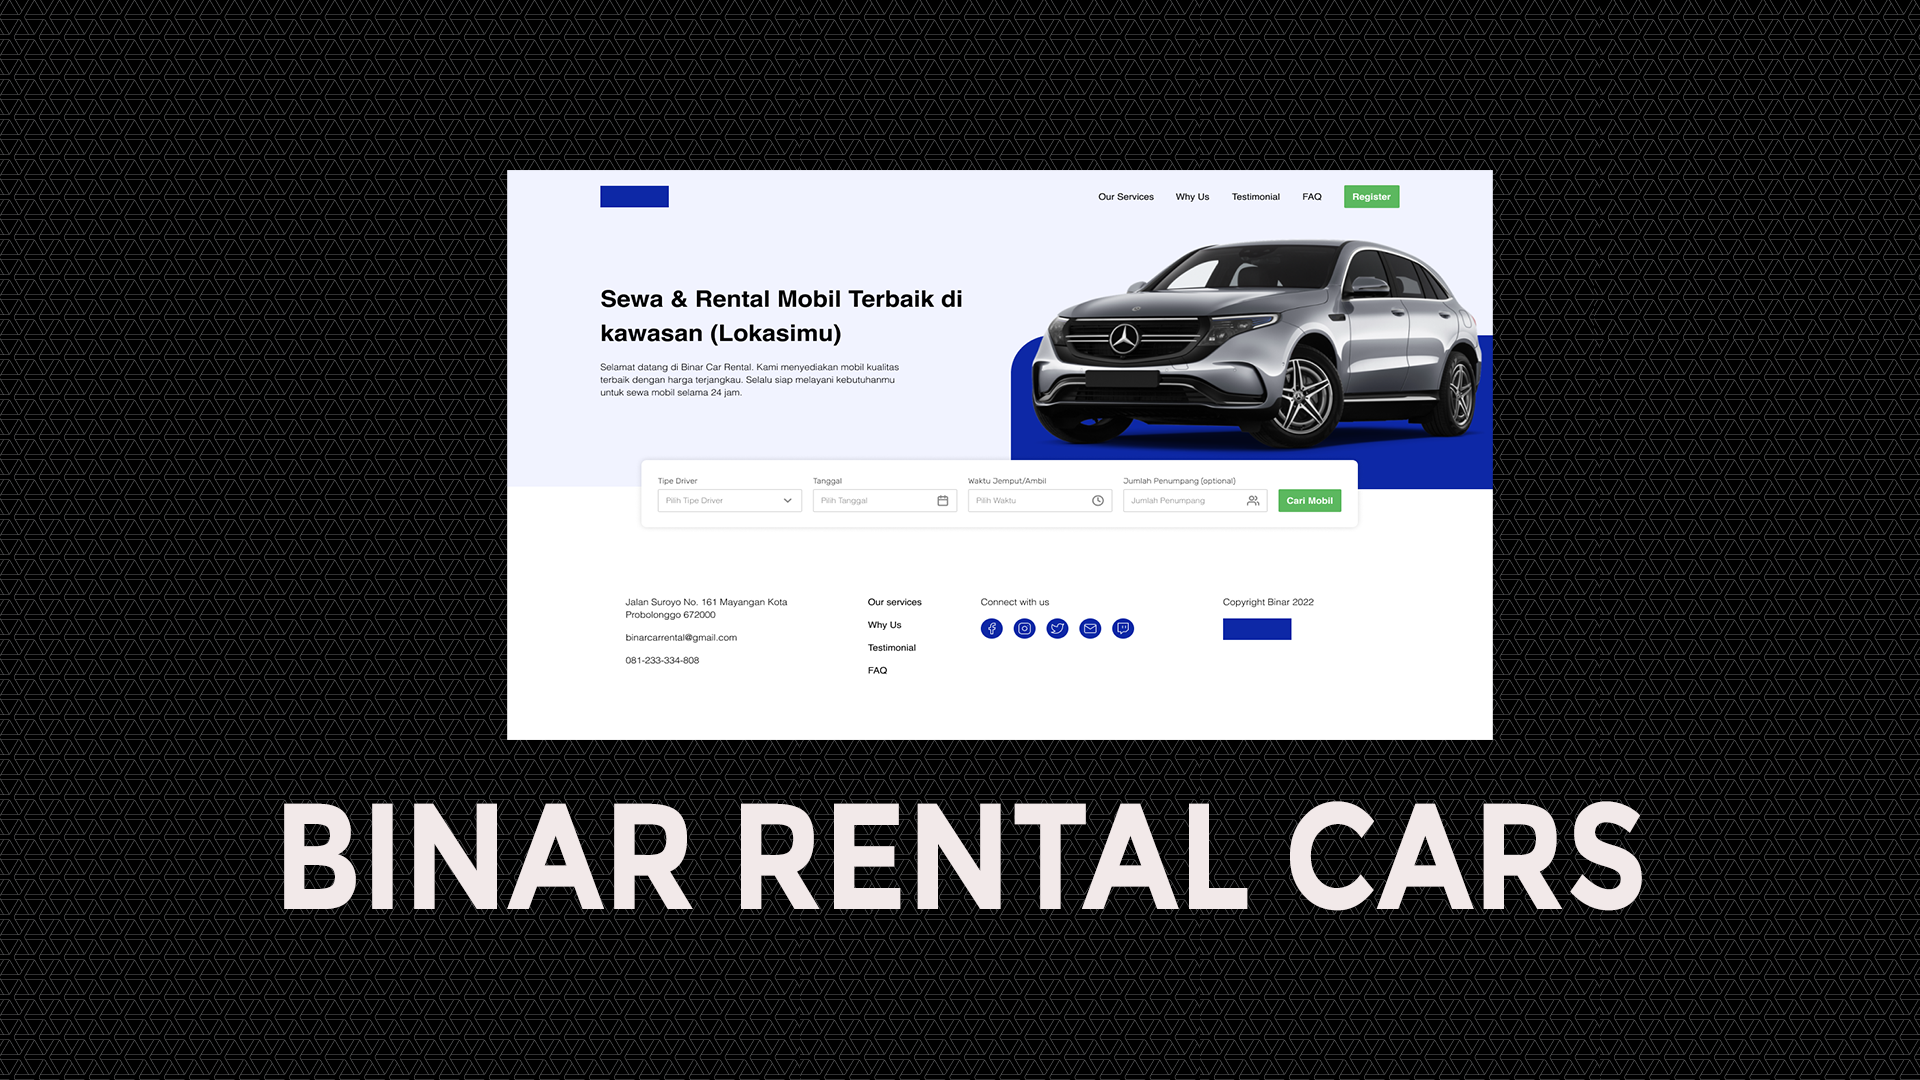 Our Services Why Us Testimonial FAQ Register
Sewa & Rental Mobil Terbaik di
kawasan (Lokasimu)
Selamat datang di Binar Car Rental. Kami menyediakan mobil kualitas
terbaik dengan harga terjangkau. Selalu siap melayani kebutuhanmu
untuk sewa mobil selama 24 jam.
Tipe Driver Tanggal Waktu Jemput/Ambil Jumlah Penumpang (optional)
Pilih Tipe Driver Pilih Tanggal Pilih Waktu Jumlah Penumpang Cari Mobil
Jalan Suroyo No. 161 Mayangan Kota
Probolonggo 672000
binarcarrental@gmail.com
081-233-334-808
Our services
Why Us
Testimonial
FAQ
Connect with us
Copyright Binar 2022
BINAR RENTAL CARS